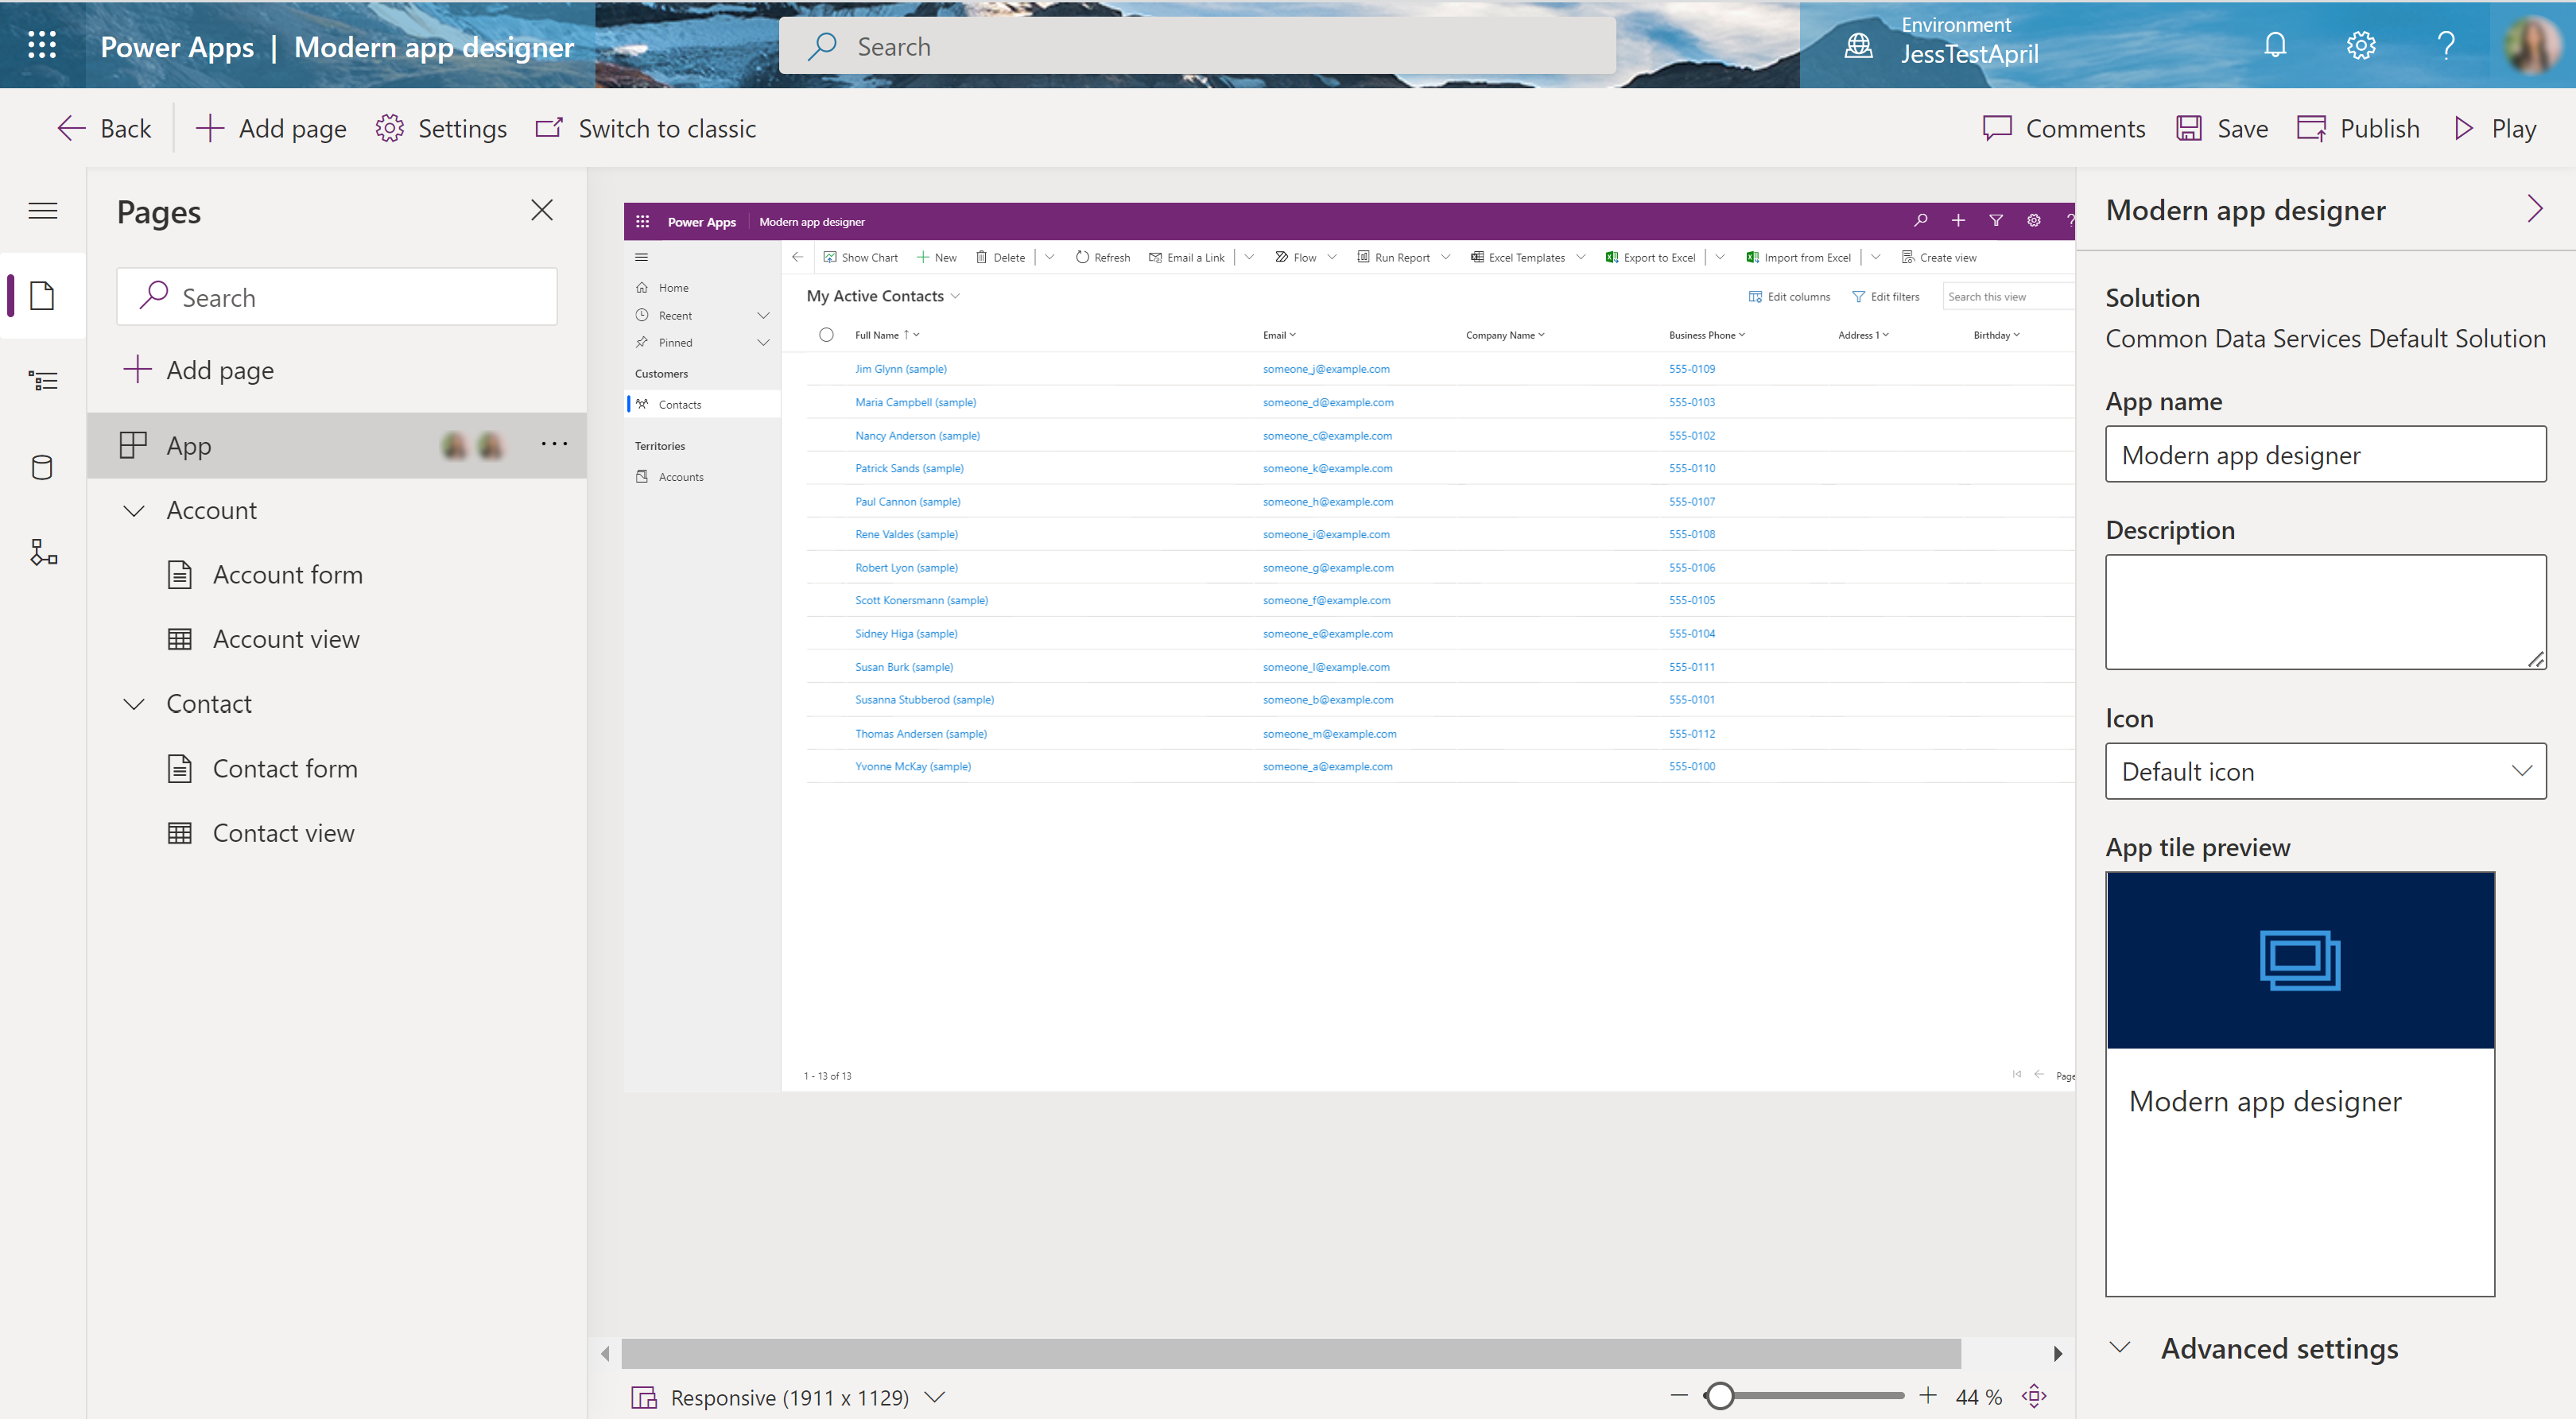 Power Apps | Modern app designer
Search
Environment
JessTestApril
Back
Add page
Settings
Switch to classic
Comments
Save
Publish
Play
Pages
Search
Add page
App
Account
Account form
Account view
Contact
Contact form
Contact view
Power Apps
Modern app designer
Home
Recent
Pinned
Customers
Contacts
Territories
Accounts
Show Chart
New
Delete
Refresh
Email a Link
Flow
Run Report
Excel Templates
Export to Excel
Import from Excel
Create view
My Active Contacts
Edit columns
Edit filters
Search this view
Full Name ↑ Email Company Name Business Phone Address 1 Birthday
Jim Glynn (sample) someone_j@example.com 555-0109
Maria Campbell (sample) someone_d@example.com 555-0103
Nancy Anderson (sample) someone_c@example.com 555-0102
Patrick Sands (sample) someone_k@example.com 555-0110
Paul Cannon (sample) someone_h@example.com 555-0107
Rene Valdes (sample) someone_i@example.com 555-0108
Robert Lyon (sample) someone_g@example.com 555-0106
Scott Konersmann (sample) someone_f@example.com 555-0105
Sidney Higa (sample) someone_e@example.com 555-0104
Susan Burk (sample) someone_l@example.com 555-0111
Susanna Stubberod (sample) someone_b@example.com 555-0101
Thomas Andersen (sample) someone_m@example.com 555-0112
Yvonne McKay (sample) someone_a@example.com 555-0100
1 - 13 of 13
Page
Responsive (1911 x 1129)
44 %
Modern app designer
Solution
Common Data Services Default Solution
App name
Modern app designer
Description
Icon
Default icon
App tile preview
Modern app designer
Advanced settings